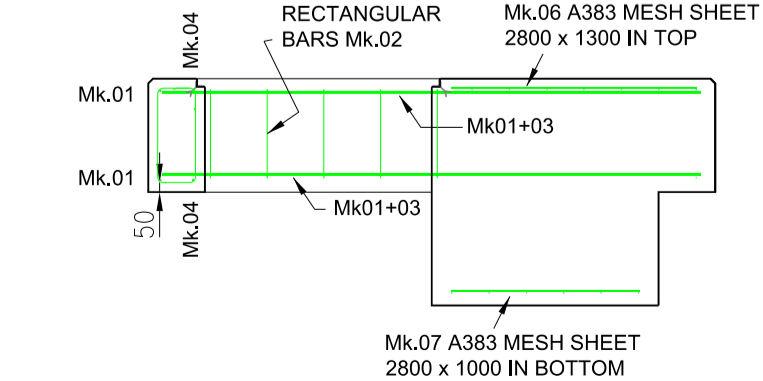 RECTANGULAR
BARS Mk.02
Mk.06 A383 MESH SHEET
2800 x 1300 IN TOP
Mk.04
Mk.01
Mk01+03
Mk.01
Mk01+03
50
Mk.04
Mk.07 A383 MESH SHEET
2800 x 1000 IN BOTTOM